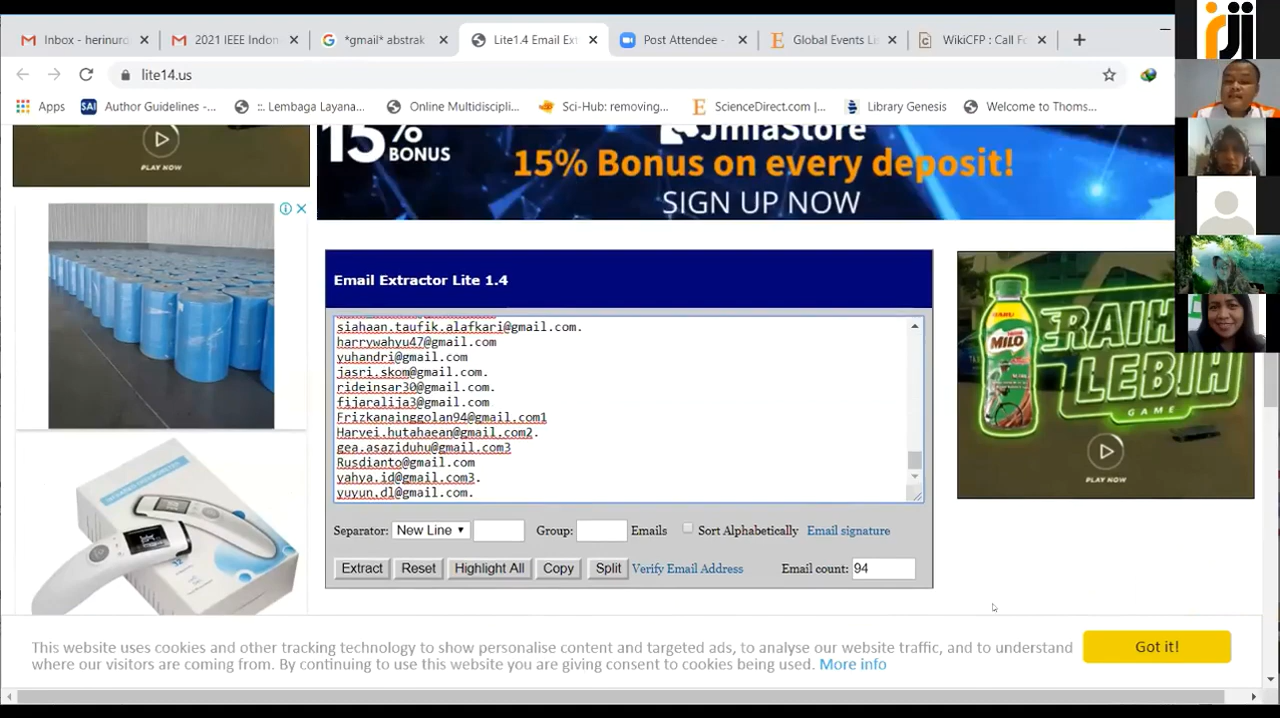 Inbox - herinuro
2021 IEEE Indon
*gmail* abstrak
Lite1.4 Email Ext
Post Attendee -
Global Events Li
WikiCFP : Call Fo
lite14.us
Apps
SAI
Author Guidelines -...
::. Lembaga Layana...
Online Multidiscipli...
Sci-Hub: removing...
ScienceDirect.com |...
Library Genesis
Welcome to Thoms...
PLAY NOW
15%
BONUS
JmiaStore
15% Bonus on every deposit!
SIGN UP NOW
Email Extractor Lite 1.4
siahaan.taufik.alafkari@gmail.com.
harrywahyu47@gmail.com
yuhandri@gmail.com
jasri.skom@gmail.com.
rideinsar30@gmail.com.
fijaralija3@gmail.com
Frizkanainggolan94@gmail.com1
Harvei.hutahaean@gmail.com2.
gea.asaziduhu@gmail.com3
Rusdianto@gmail.com
yahya.id@gmail.com3.
yuyun.dl@gmail.com.
Separator: New Line Group: Emails Sort Alphabetically Email signature
Extract Reset Highlight All Copy Split Verify Email Address Email count: 94
MILO
RAIH
LEBIH
GAME
PLAY NOW
This website uses cookies and other tracking technology to show personalise content and targeted ads, to analyse our website traffic, and to understand
where our visitors are coming from. By continuing to use this website you are giving consent to cookies being used. More info
Got it!